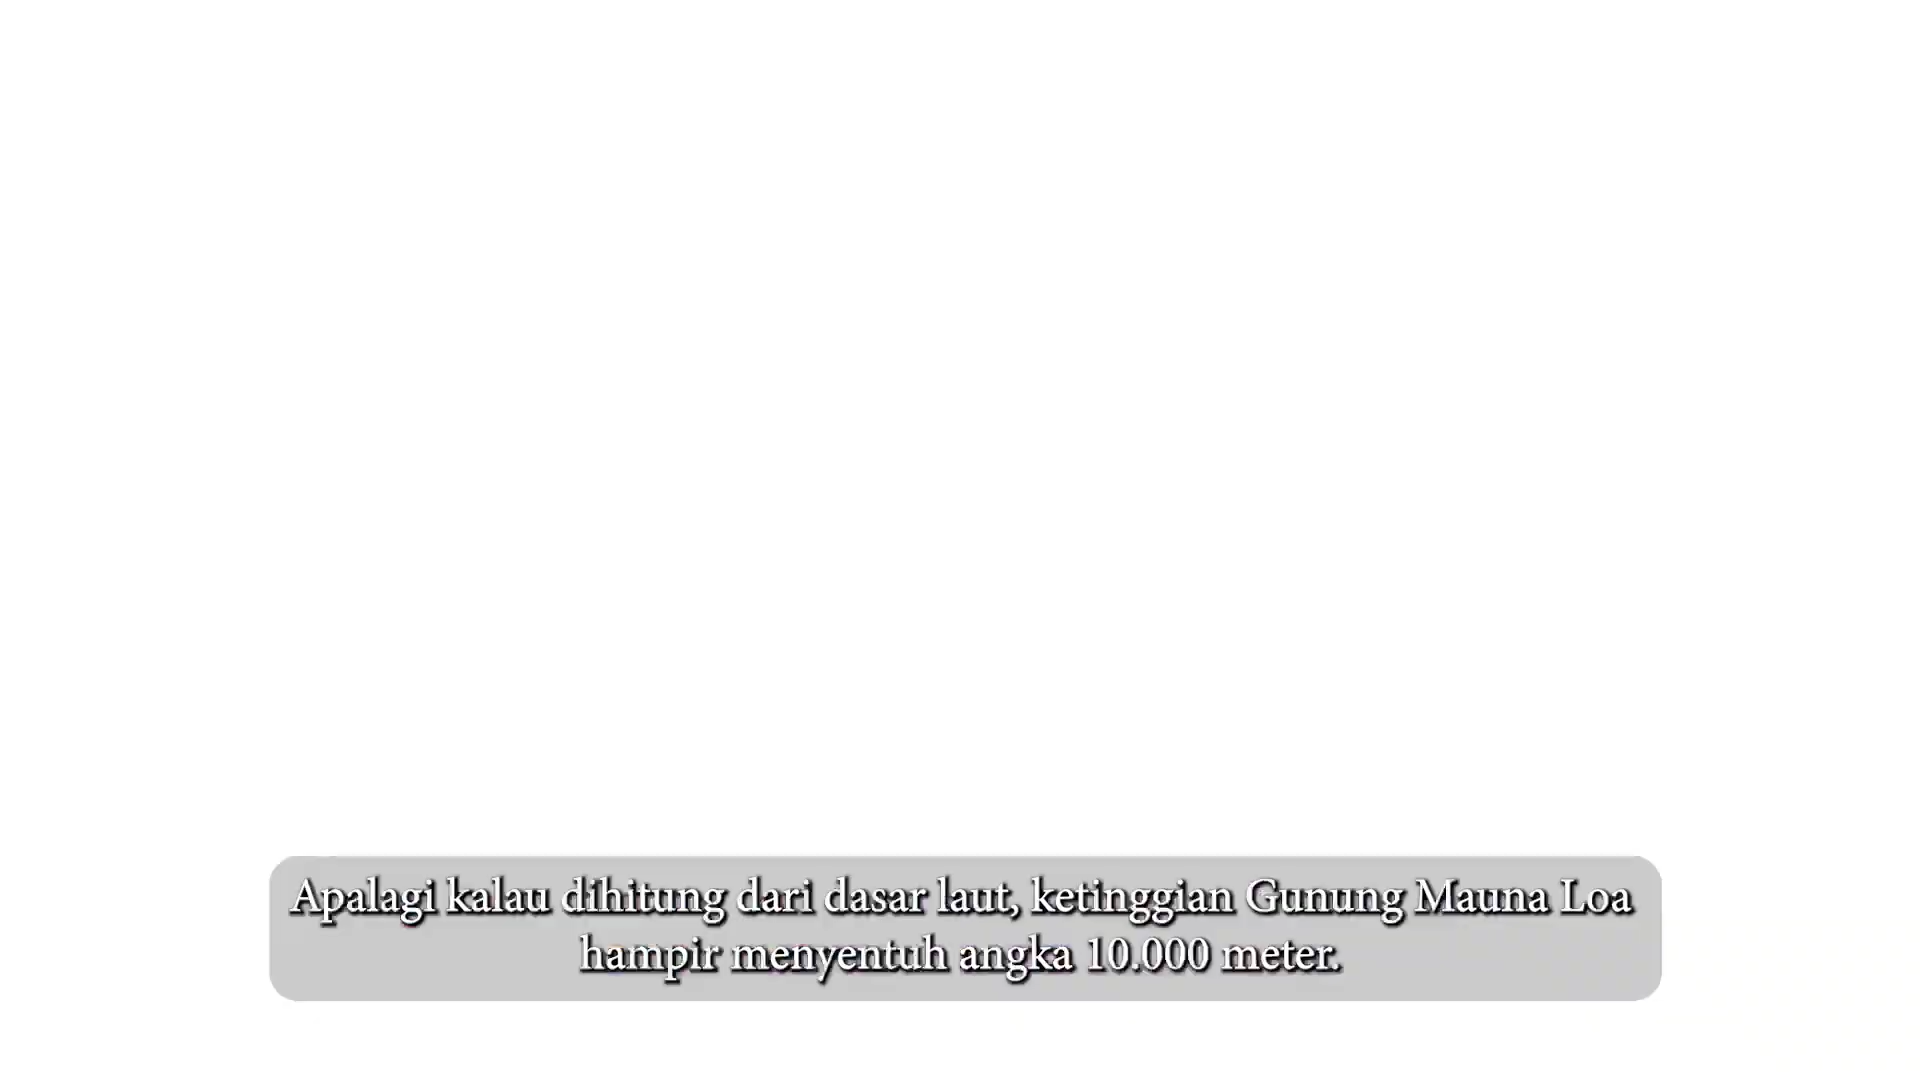 Apalagi kalau dihitung dari dasar laut, ketinggian Gunung Mauna Loa
hampir menyentuh angka 10.000 meter.